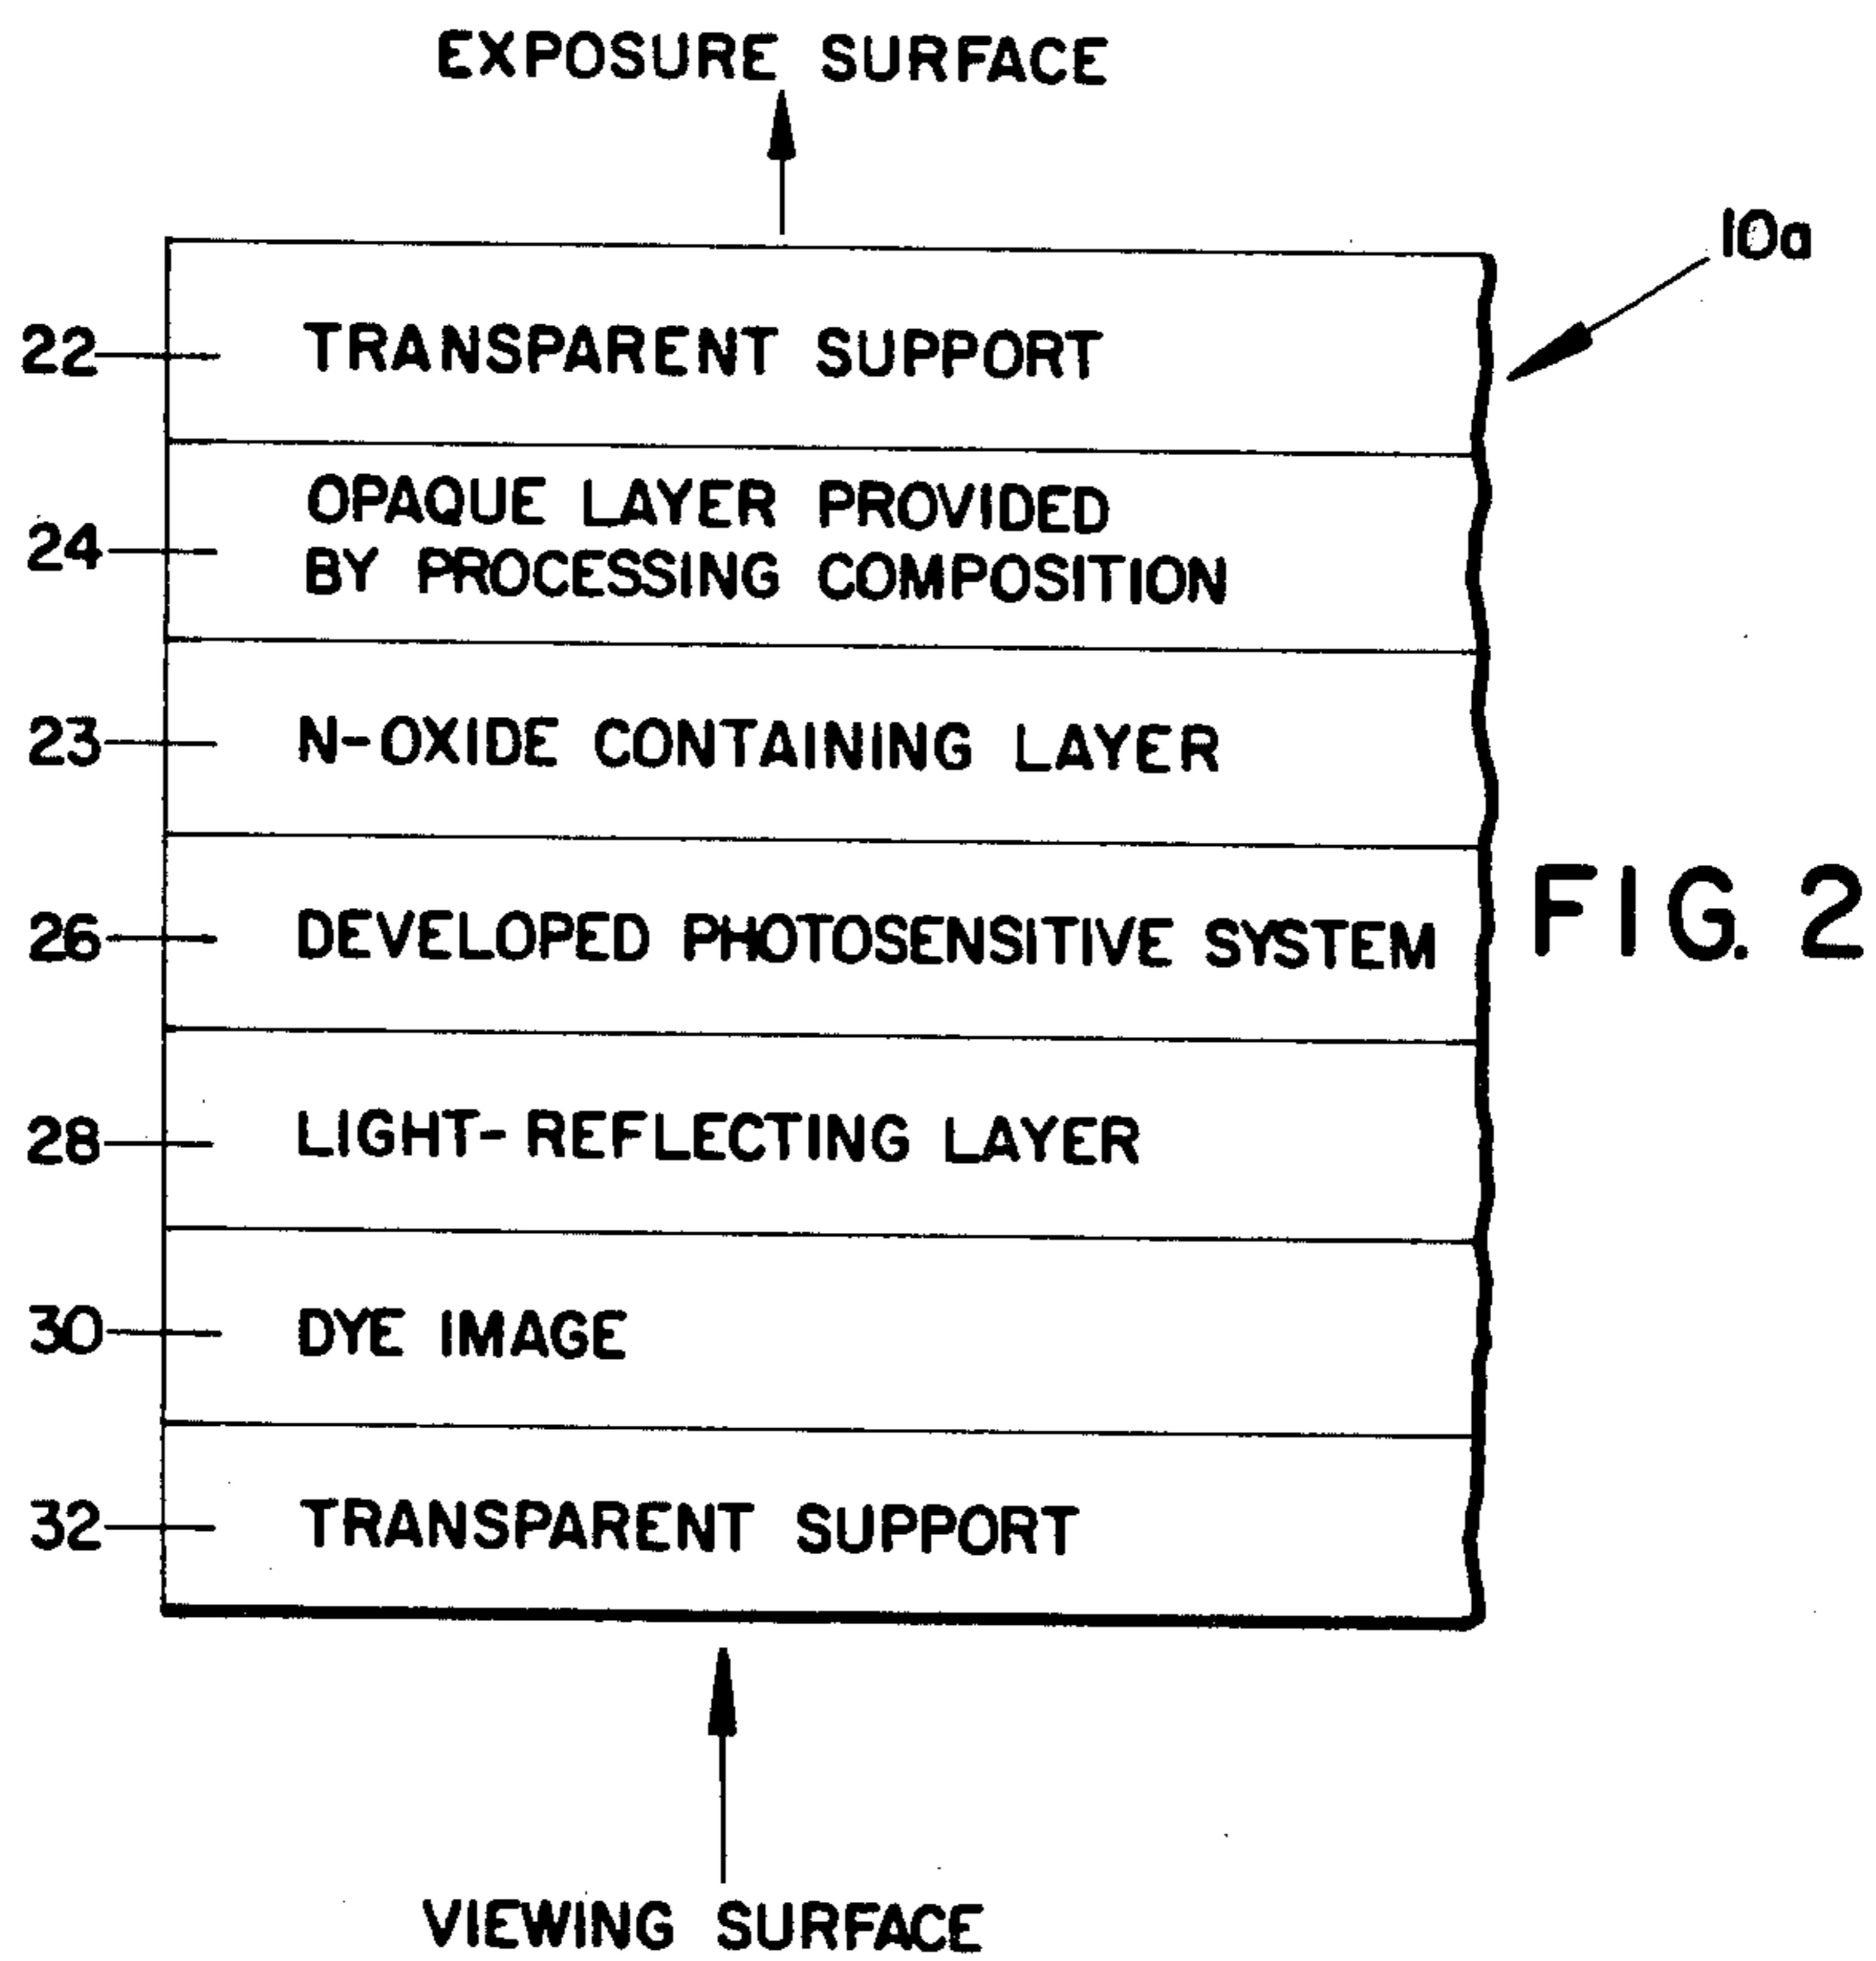 EXPOSURE SURFACE
10a
22 TRANSPARENT SUPPORT
24 OPAQUE LAYER PROVIDED
BY PROCESSING COMPOSITION
23 N-OXIDE CONTAINING LAYER
26 DEVELOPED PHOTOSENSITIVE SYSTEM
FIG. 2
28 LIGHT-REFLECTING LAYER
30 DYE IMAGE
32 TRANSPARENT SUPPORT
VIEWING SURFACE